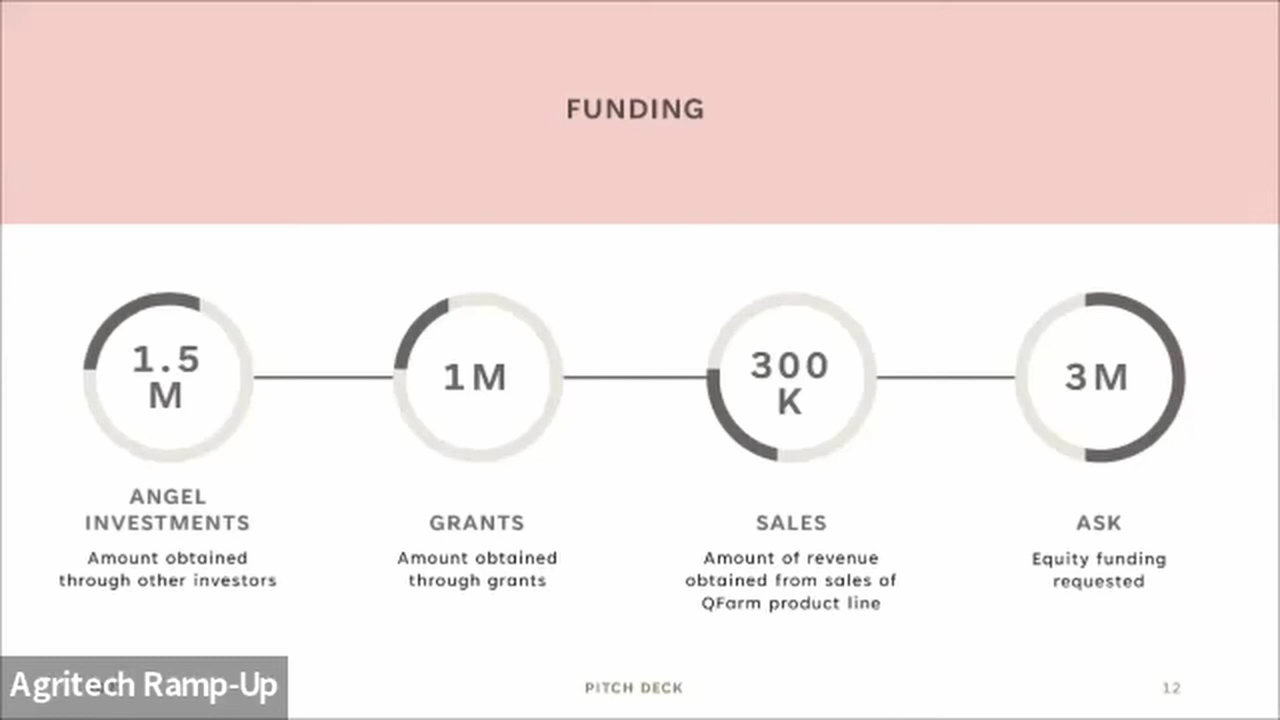 FUNDING
1.5
M
1M
300
K
3M
ANGEL
INVESTMENTS
Amount obtained
through other investors
GRANTS
Amount obtained
through grants
SALES
Amount of revenue
obtained from sales of
QFarm product line
ASK
Equity funding
requested
Agritech Ramp-Up
PITCH DECK
12